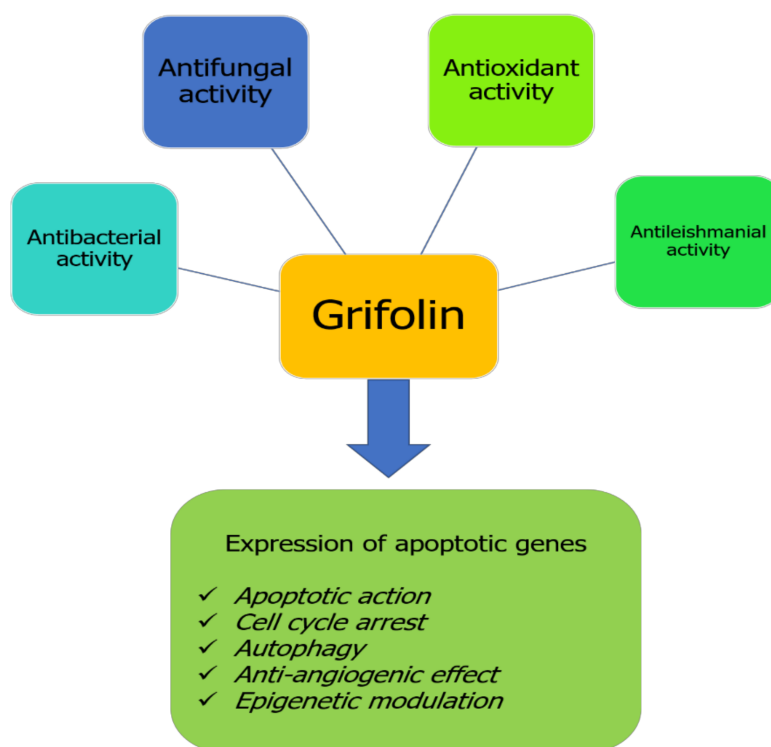 Antifungal
activity
Antioxidant
activity
Antibacterial
activity
Antileishmanial
activity
Grifolin
Expression of apoptotic genes
✓ Apoptotic action
✓ Cell cycle arrest
✓ Autophagy
✓ Anti-angiogenic effect
✓ Epigenetic modulation